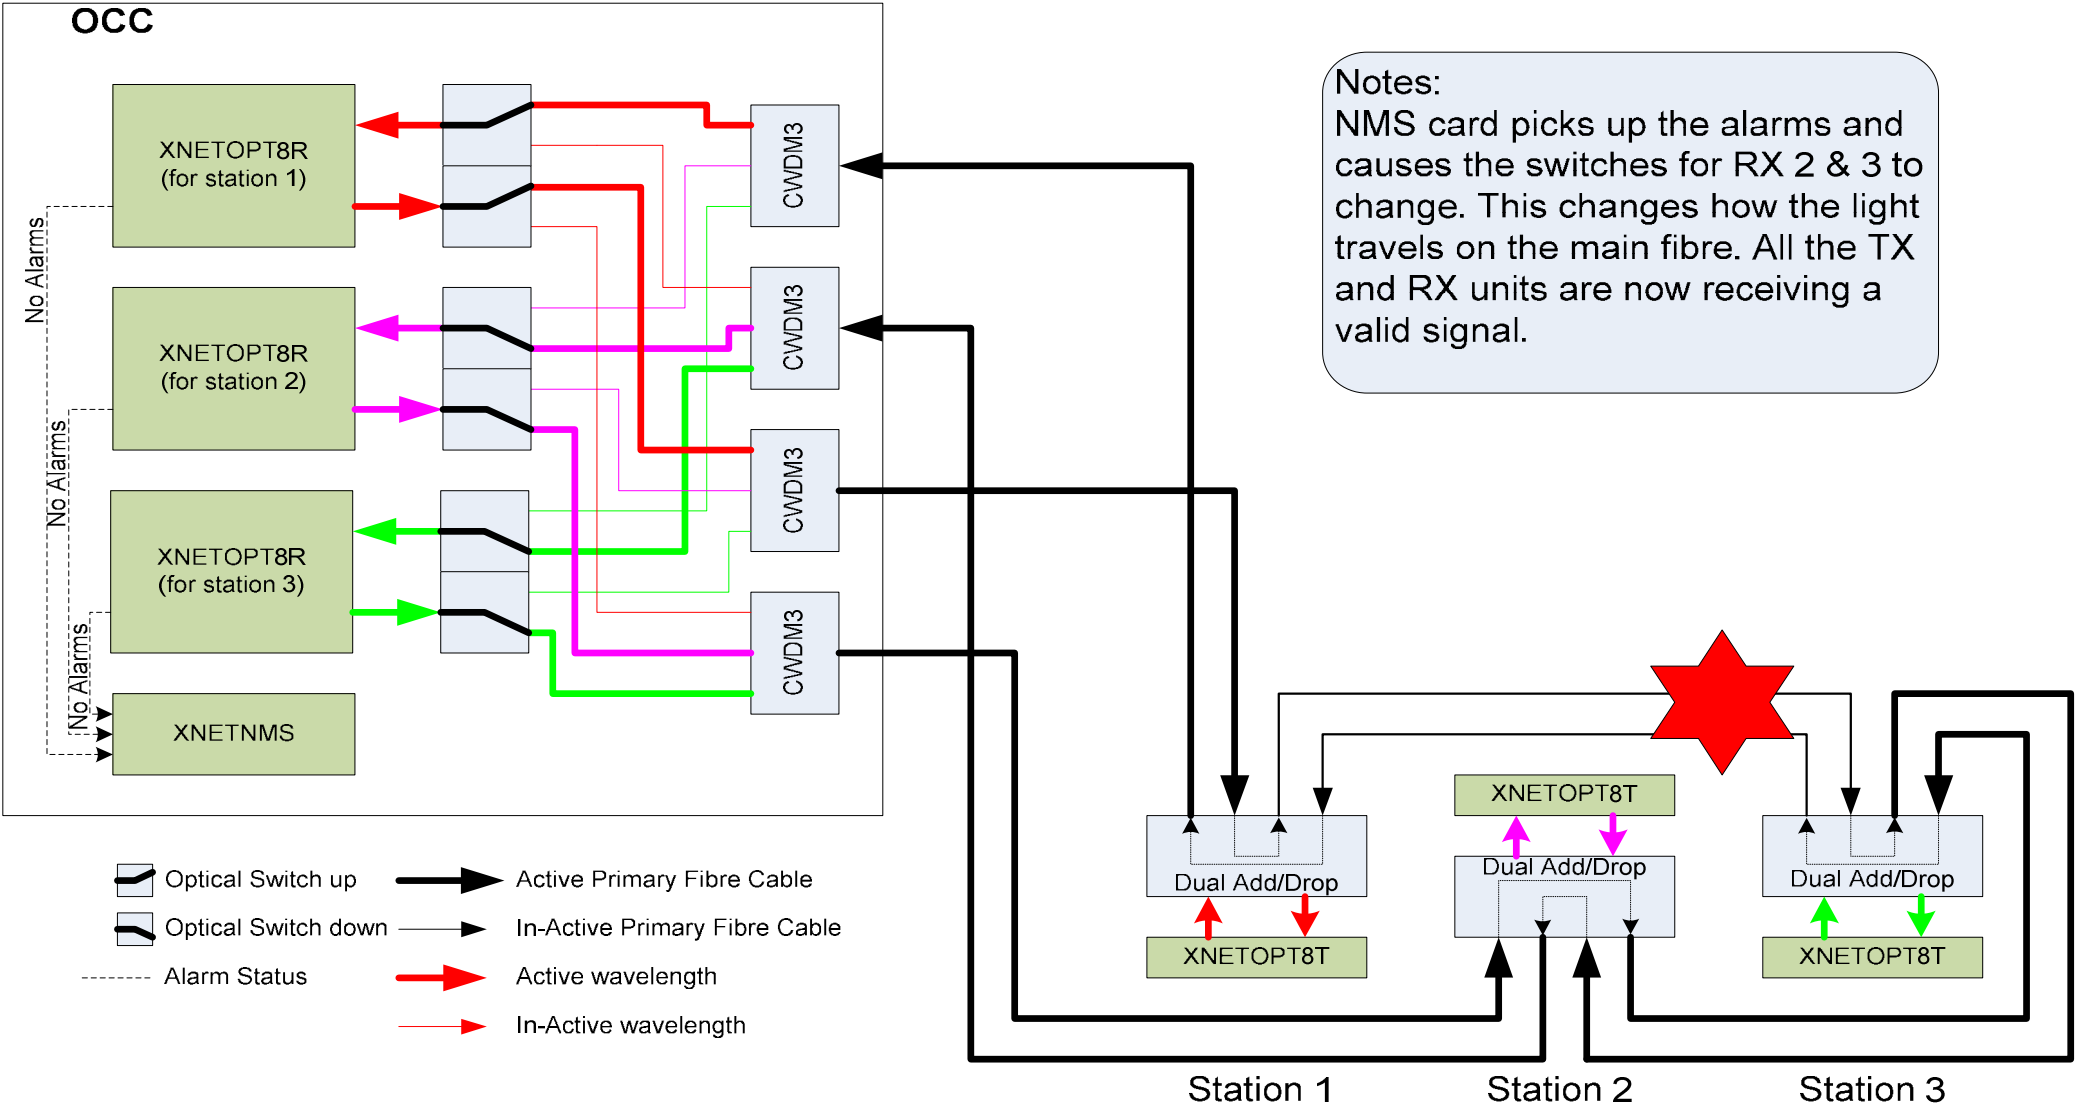 OCC
XNETOPT8R
(for station 1)
XNETOPT8R
(for station 2)
XNETOPT8R
(for station 3)
XNETNMS
No Alarms
No Alarms
No Alarms
CWDM3
CWDM3
CWDM3
CWDM3
Notes:
NMS card picks up the alarms and
causes the switches for RX 2 & 3 to
change. This changes how the light
travels on the main fibre. All the TX
and RX units are now receiving a
valid signal.
Dual Add/Drop
XNETOPT8T
XNETOPT8T
Dual Add/Drop
Dual Add/Drop
XNETOPT8T
Station 1
Station 2
Station 3
Optical Switch up
Optical Switch down
Alarm Status
Active Primary Fibre Cable
In-Active Primary Fibre Cable
Active wavelength
In-Active wavelength